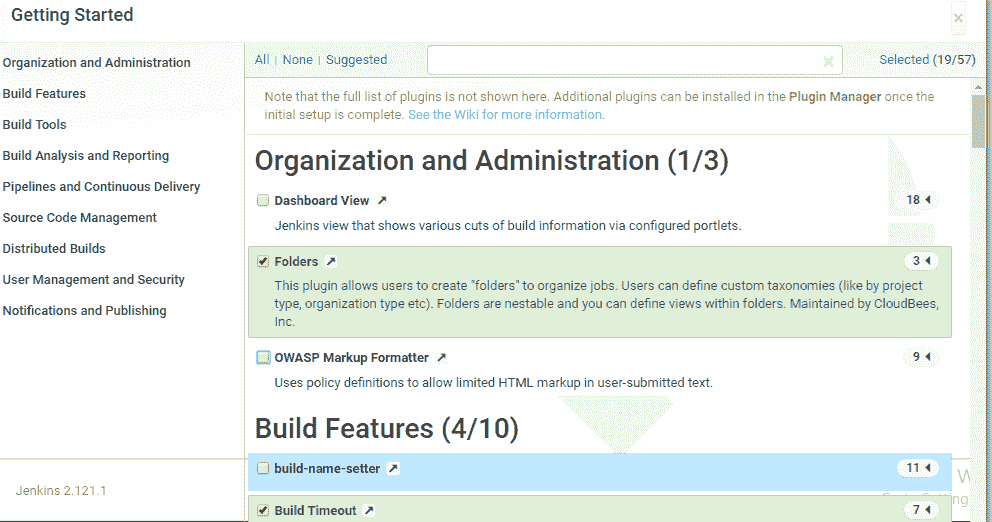 Getting Started
×
Organization and Administration
Build Features
Build Tools
Build Analysis and Reporting
Pipelines and Continuous Delivery
Source Code Management
Distributed Builds
User Management and Security
Notifications and Publishing
Jenkins 2.121.1
All | None | Suggested
Selected (19/57)
Note that the full list of plugins is not shown here. Additional plugins can be installed in the Plugin Manager once the
initial setup is complete. See the Wiki for more information.
Organization and Administration (1/3)
Dashboard View 18
Jenkins view that shows various cuts of build information via configured portlets.
Folders 3
This plugin allows users to create "folders" to organize jobs. Users can define custom taxonomies (like by project
type, organization type etc). Folders are nestable and you can define views within folders. Maintained by CloudBees,
Inc.
OWASP Markup Formatter 9
Uses policy definitions to allow limited HTML markup in user-submitted text.
Build Features (4/10)
build-name-setter 11
Build Timeout 7